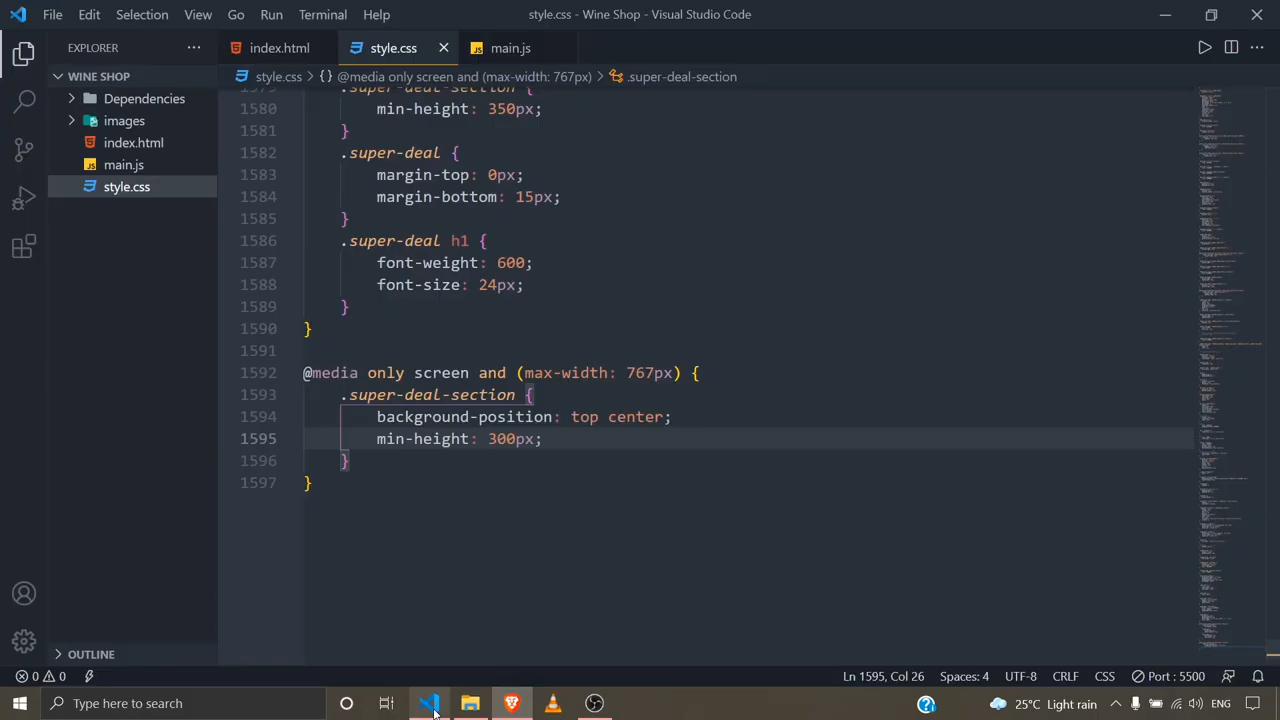 File Edit Selection View Go Run Terminal Help
style.css - Wine Shop - Visual Studio Code
EXPLORER
index.html
style.css
main.js
WINE SHOP
style.css > {} @media only screen and (max-width: 767px) > .super-deal-section
Dependencies
images
index.html
main.js
style.css
1579 .super-deal-section {
1580 min-height: 350px;
1581 }
1582 .super-deal {
1583 margin-top: 0px;
1584 margin-bottom: 15px;
1585 }
1586 .super-deal h1 {
1587 font-weight: 600;
1588 font-size: 24px;
1589 }
1590 }
1591
1592 @media only screen and (max-width: 767px) {
1593 .super-deal-section {
1594 background-position: top center;
1595 min-height: 300px;
1596 }
1597 }
OUTLINE
0 0
Ln 1595, Col 26
Spaces: 4
UTF-8
CRLF
CSS
Port : 5500
Type here to search
25°C Light rain
ENG